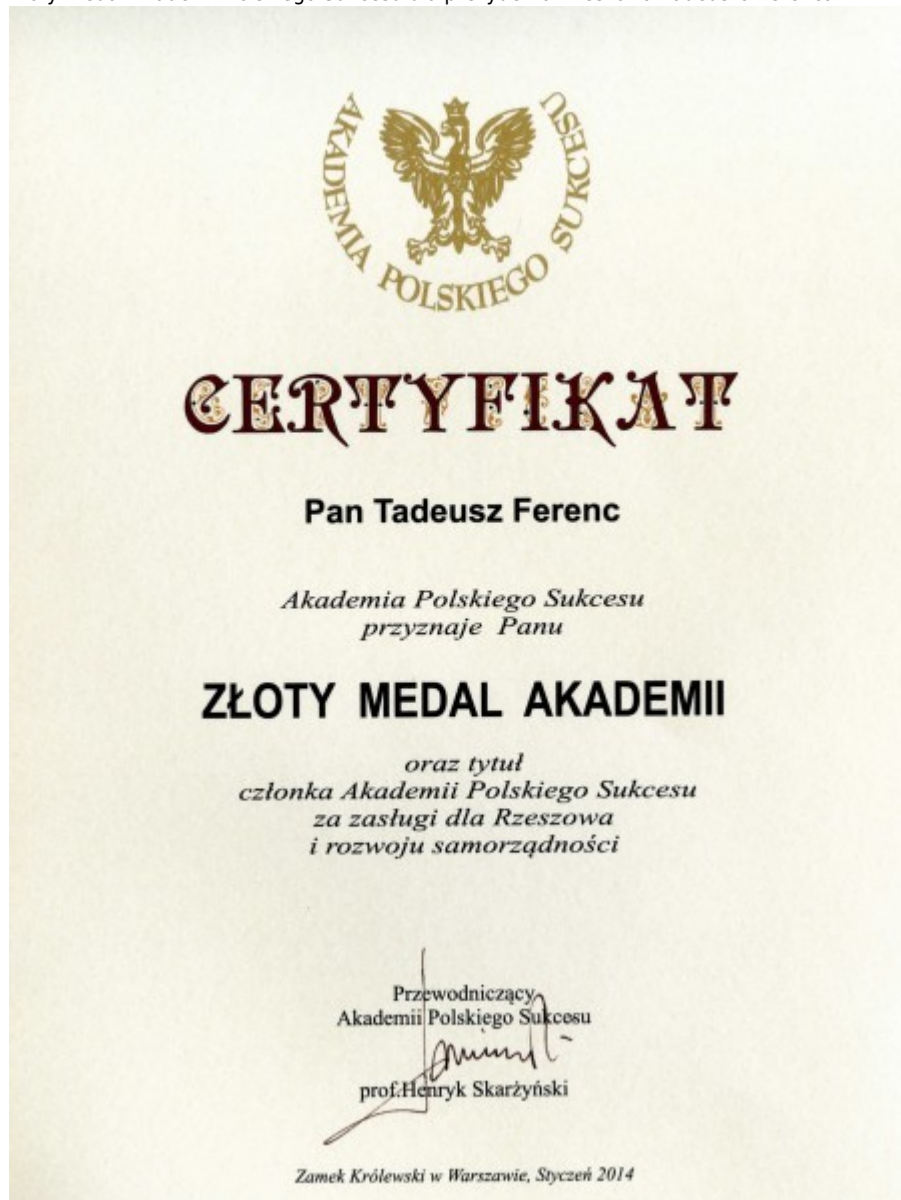 AKADEMIA POLSKIEGO SUKCESU
CERTYFIKAT
Pan Tadeusz Ferenc
Akademia Polskiego Sukcesu
przyznaje Panu
ZŁOTY MEDAL AKADEMII
oraz tytuł
członka Akademii Polskiego Sukcesu
za zasługi dla Rzeszowa
i rozwoju samorządności
Przewodniczący
Akademii Polskiego Sukcesu
prof.Henryk Skarżyński
Zamek Królewski w Warszawie, Styczeń 2014